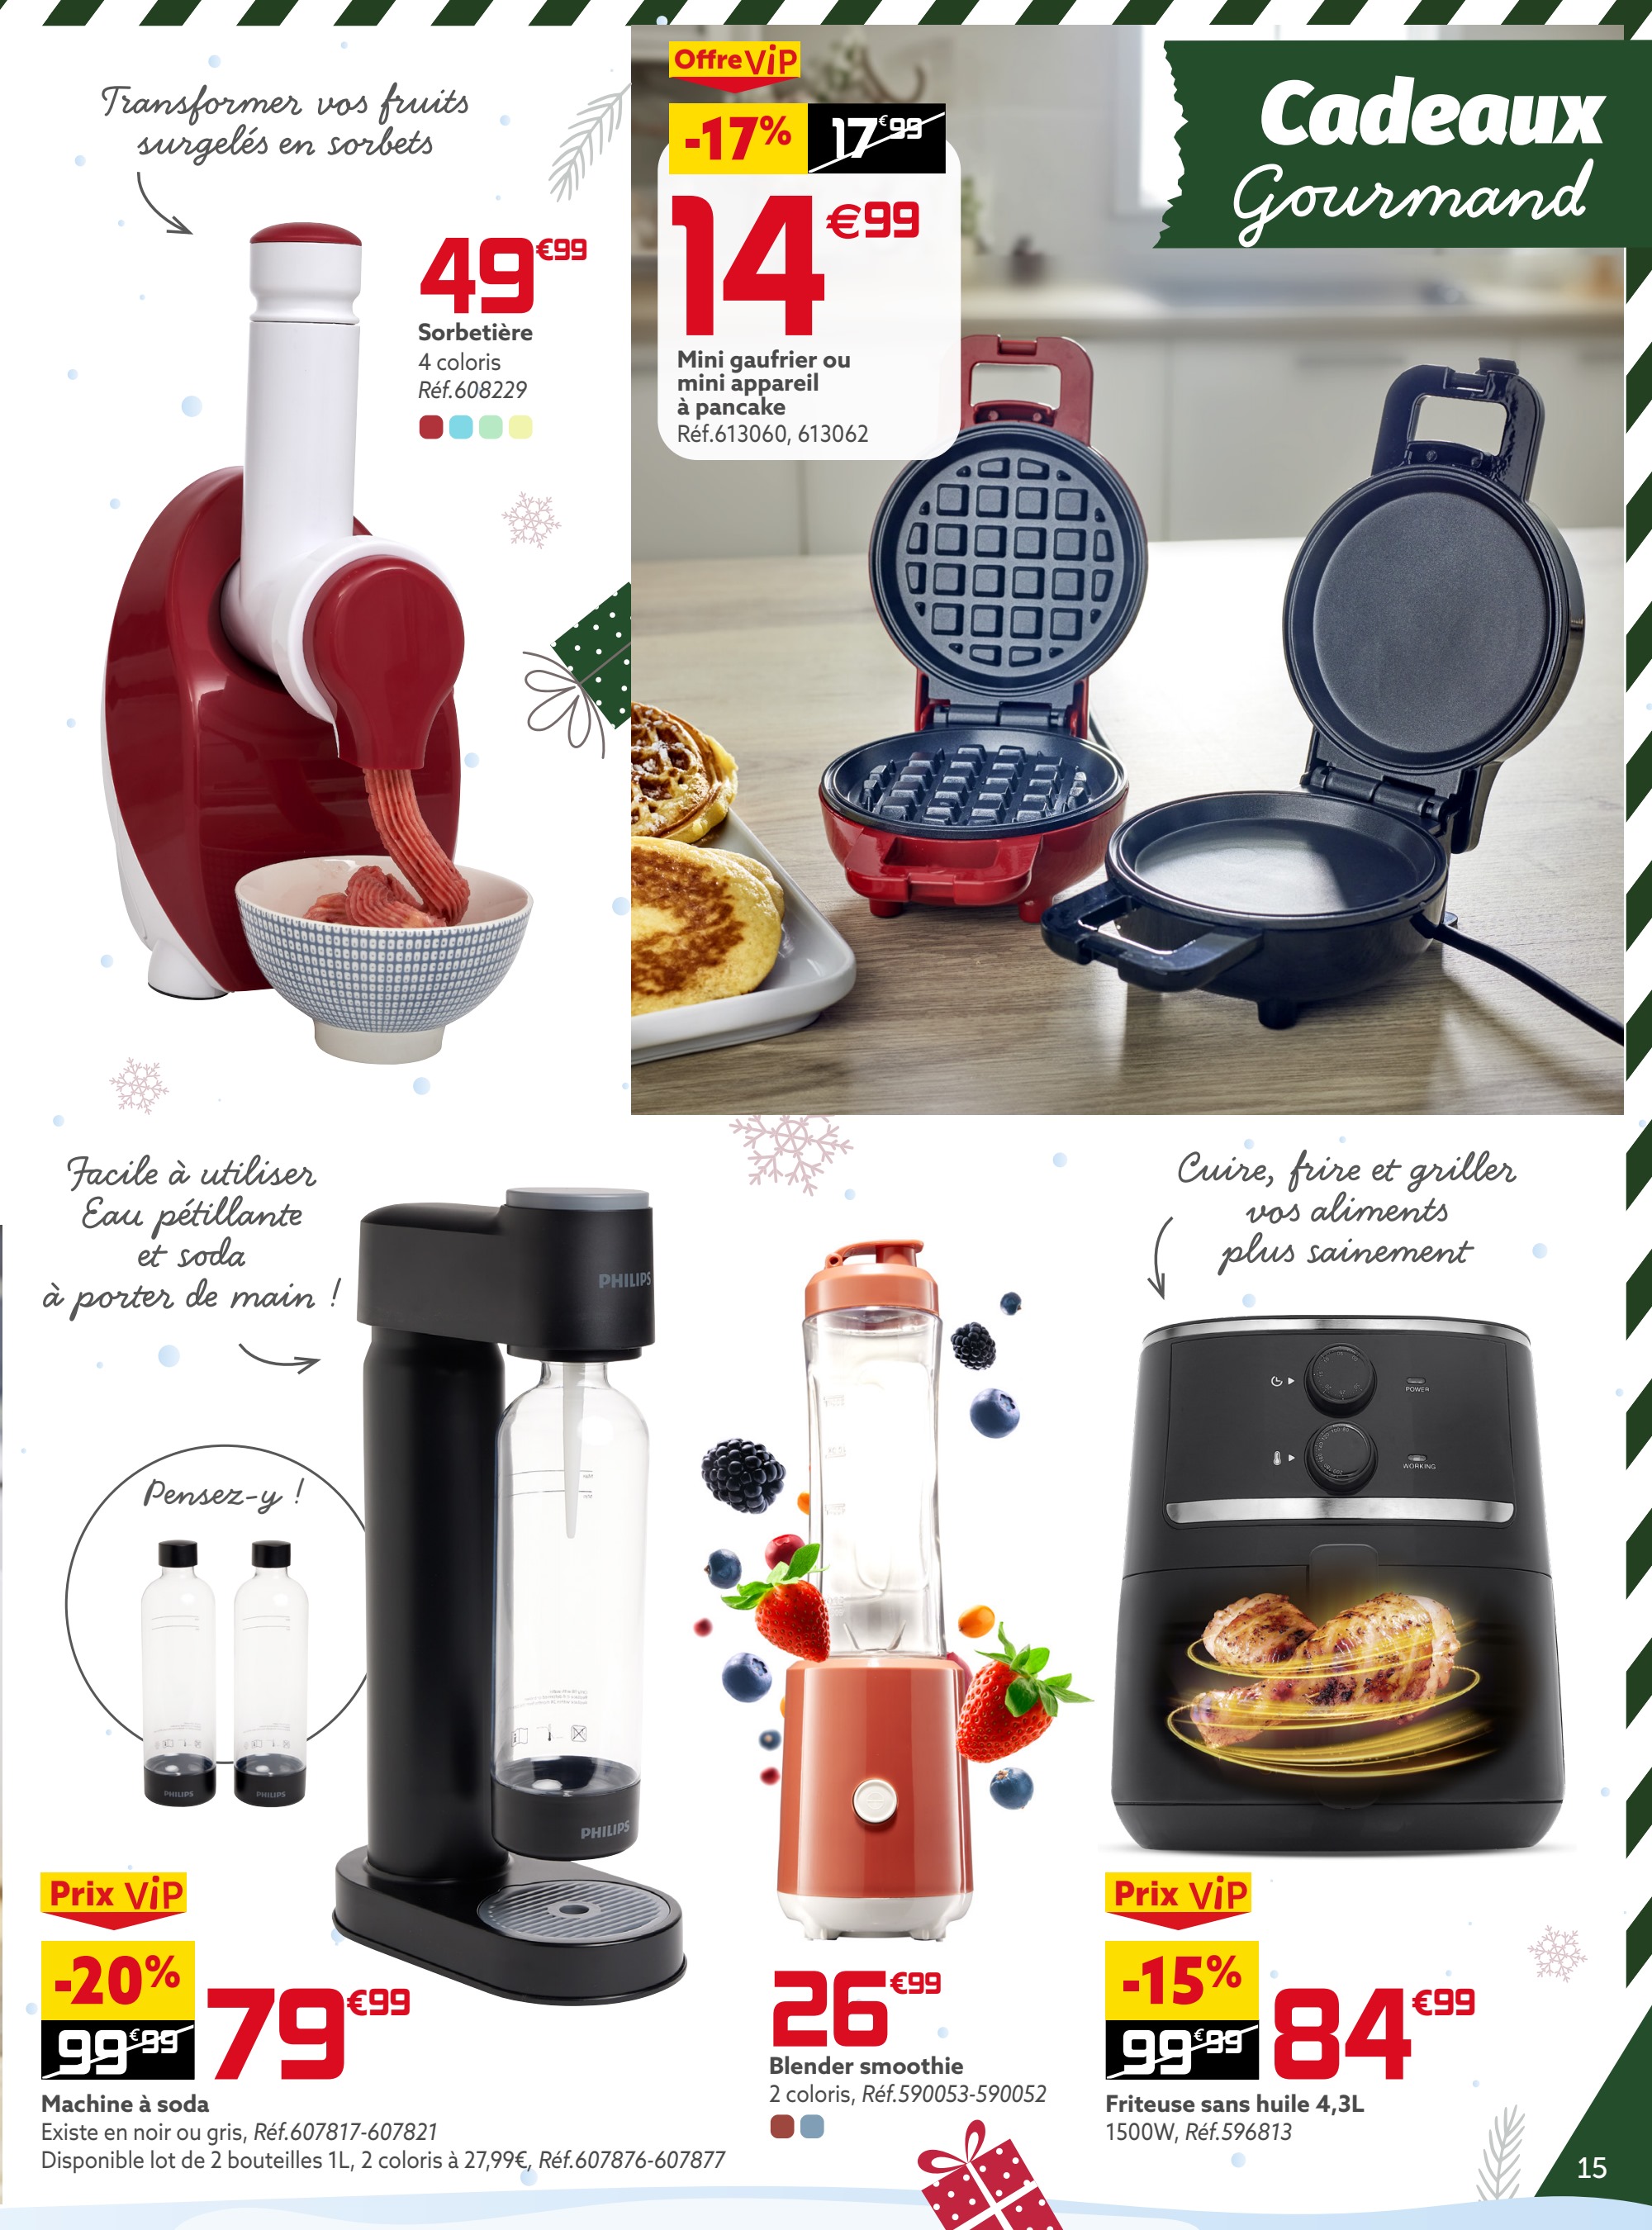 Transformer vos fruits
surgelés en sorbets
49€99
Sorbetière
4 coloris
Réf.608229
Offre ViP
-17% 17€99
14€99
Mini gaufrier ou
mini appareil
à pancake
Réf.613060, 613062
Cadeaux
Gourmand
Facile à utiliser
Eau pétillante
et soda
à porter de main !
Pensez-y !
PHILIPS
PHILIPS
PHILIPS
PHILIPS
Prix ViP
-20%
99€99
79€99
Machine à soda
Existe en noir ou gris, Réf.607817-607821
Disponible lot de 2 bouteilles 1L, 2 coloris à 27,99€, Réf.607876-607877
26€99
Blender smoothie
2 coloris, Réf.590053-590052
Cuire, frire et griller
vos aliments
plus sainement
POWER
WORKING
Prix ViP
-15%
99€99
84€99
Friteuse sans huile 4,3L
1500W, Réf.596813
15